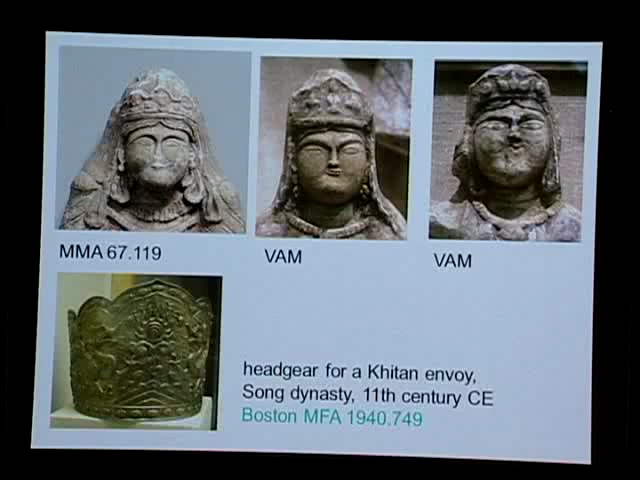 MMA 67.119
VAM
VAM
headgear for a Khitan envoy,
Song dynasty, 11th century CE
Boston MFA 1940.749